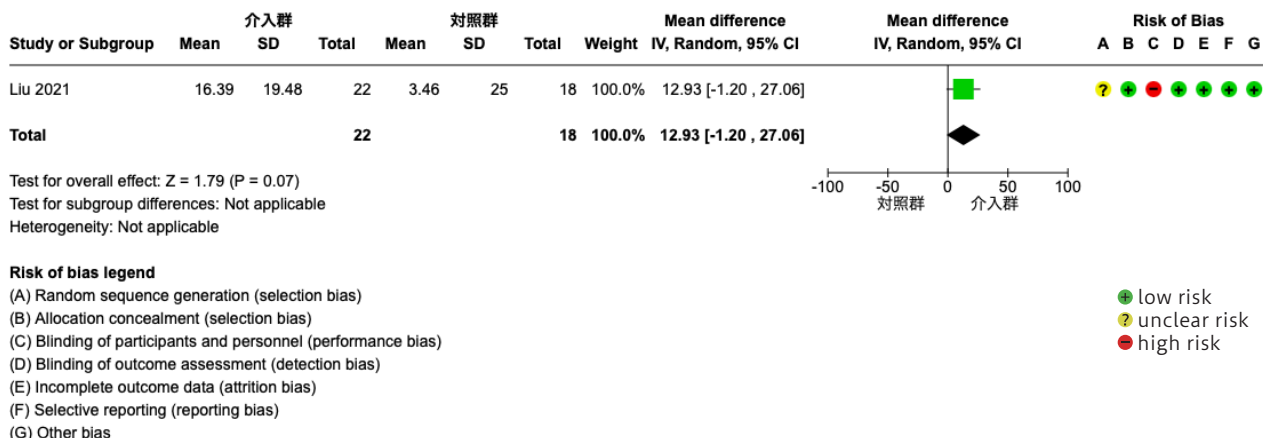 介入群 対照群 Mean difference Mean difference Risk of Bias
Study or Subgroup Mean SD Total Mean SD Total Weight IV, Random, 95% CI IV, Random, 95% CI A B C D E F G
Liu 2021 16.39 19.48 22 3.46 25 18 100.0% 12.93 [-1.20 , 27.06] ? + − + + + +
Total 22 18 100.0% 12.93 [-1.20 , 27.06]
Test for overall effect: Z = 1.79 (P = 0.07)
Test for subgroup differences: Not applicable
Heterogeneity: Not applicable
-100 -50 0 50 100
対照群 介入群
Risk of bias legend
(A) Random sequence generation (selection bias)
(B) Allocation concealment (selection bias)
(C) Blinding of participants and personnel (performance bias)
(D) Blinding of outcome assessment (detection bias)
(E) Incomplete outcome data (attrition bias)
(F) Selective reporting (reporting bias)
(G) Other bias
+ low risk
? unclear risk
− high risk